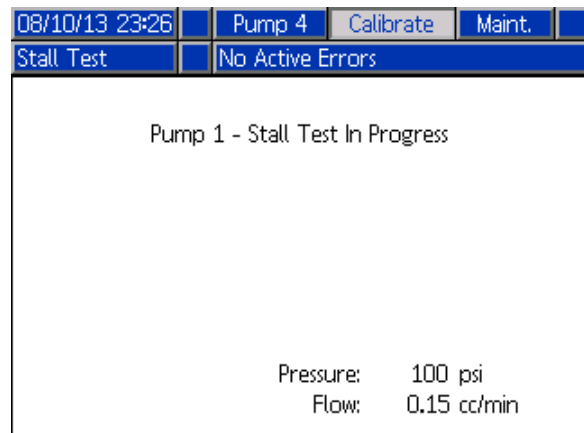 08/10/13 23:26 Pump 4 Calibrate Maint.
Stall Test No Active Errors
Pump 1 - Stall Test In Progress
Pressure: 100 psi
Flow: 0.15 cc/min